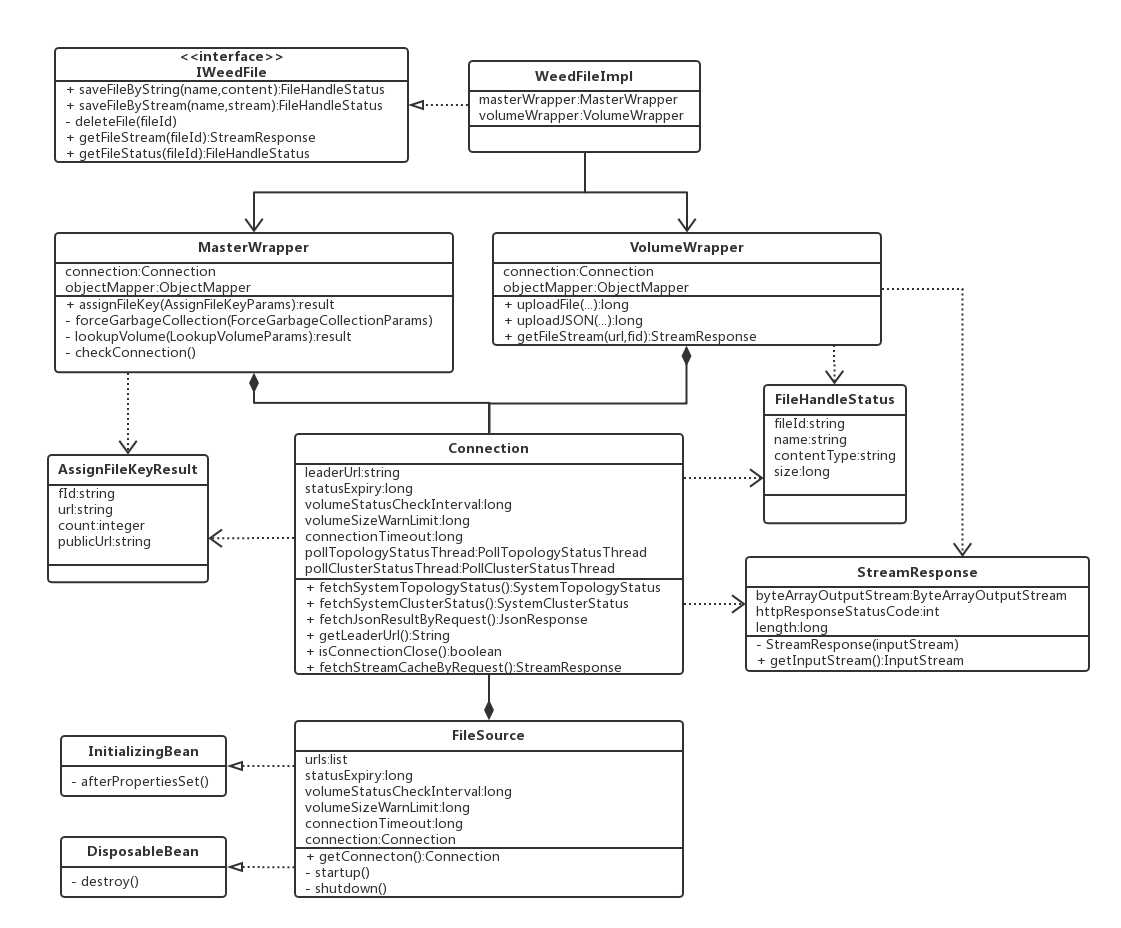 <<interface>>
IWeedFile
+ saveFileByString(name,content):FileHandleStatus
+ saveFileByStream(name,stream):FileHandleStatus
- deleteFile(fileId)
+ getFileStream(fileId):StreamResponse
+ getFileStatus(fileId):FileHandleStatus
WeedFileImpl
masterWrapper:MasterWrapper
volumeWrapper:VolumeWrapper
MasterWrapper
connection:Connection
objectMapper:ObjectMapper
+ assignFileKey(AssignFileKeyParams):result
- forceGarbageCollection(ForceGarbageCollectionParams)
- lookupVolume(LookupVolumeParams):result
- checkConnection()
VolumeWrapper
connection:Connection
objectMapper:ObjectMapper
+ uploadFile(...):long
+ uploadJSON(...):long
+ getFileStream(url,fid):StreamResponse
FileHandleStatus
fileId:string
name:string
contentType:string
size:long
AssignFileKeyResult
fId:string
url:string
count:integer
publicUrl:string
Connection
leaderUrl:string
statusExpiry:long
volumeStatusCheckInterval:long
volumeSizeWarnLimit:long
connectionTimeout:long
pollTopologyStatusThread:PollTopologyStatusThread
pollClusterStatusThread:PollClusterStatusThread
+ fetchSystemTopologyStatus():SystemTopologyStatus
+ fetchSystemClusterStatus():SystemClusterStatus
+ fetchJsonResultByRequest():JsonResponse
+ getLeaderUrl():String
+ isConnectionClose():boolean
+ fetchStreamCacheByRequest():StreamResponse
StreamResponse
byteArrayOutputStream:ByteArrayOutputStream
httpResponseStatusCode:int
length:long
- StreamResponse(inputStream)
+ getInputStream():InputStream
InitializingBean
- afterPropertiesSet()
DisposableBean
- destroy()
FileSource
urls:list
statusExpiry:long
volumeStatusCheckInterval:long
volumeSizeWarnLimit:long
connectionTimeout:long
connection:Connection
+ getConnecton():Connection
- startup()
- shutdown()